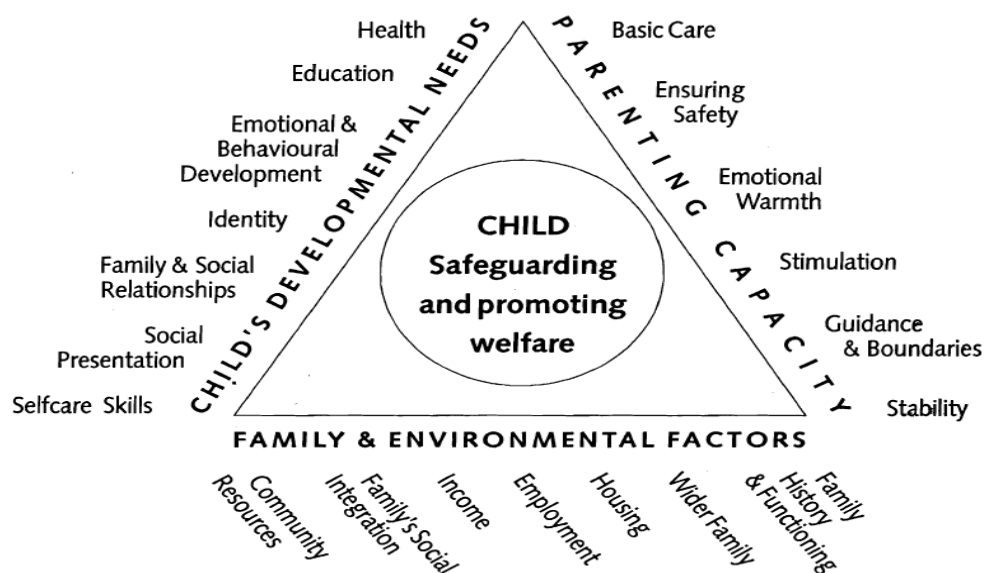 Health
Education
Emotional &
Behavioural
Development
Identity
Family & Social
Relationships
Social
Presentation
Selfcare Skills
CHILD'S DEVELOPMENTAL NEEDS
PARENTING CAPACITY
Basic Care
Ensuring
Safety
Emotional
Warmth
Stimulation
Guidance
& Boundaries
Stability
CHILD
Safeguarding
and promoting
welfare
FAMILY & ENVIRONMENTAL FACTORS
Community
Resources
Family's Social
Integration
Income
Employment
Housing
Wider Family
Family
History
& Functioning